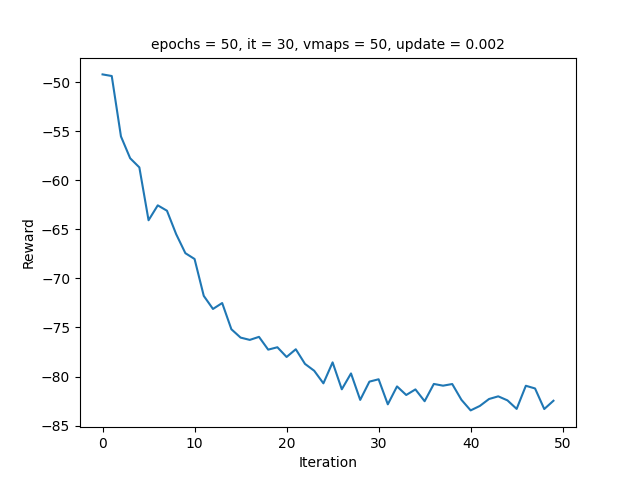 epochs = 50, it = 30, vmaps = 50, update = 0.002
−50
−55
−60
−65
−70
−75
−80
−85
Reward
0 10 20 30 40 50
Iteration